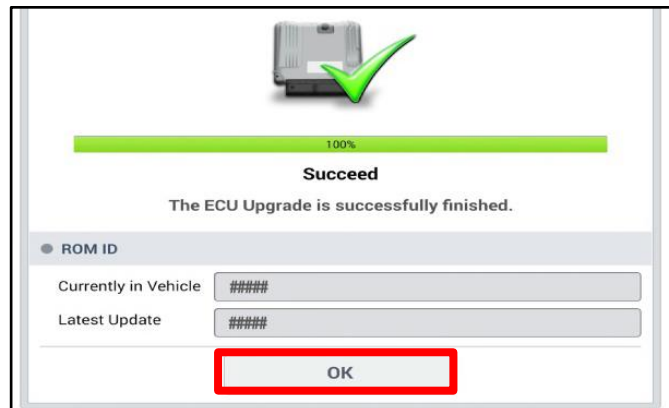 100%
Succeed
The ECU Upgrade is successfully finished.
ROM ID
Currently in Vehicle #####
Latest Update #####
OK